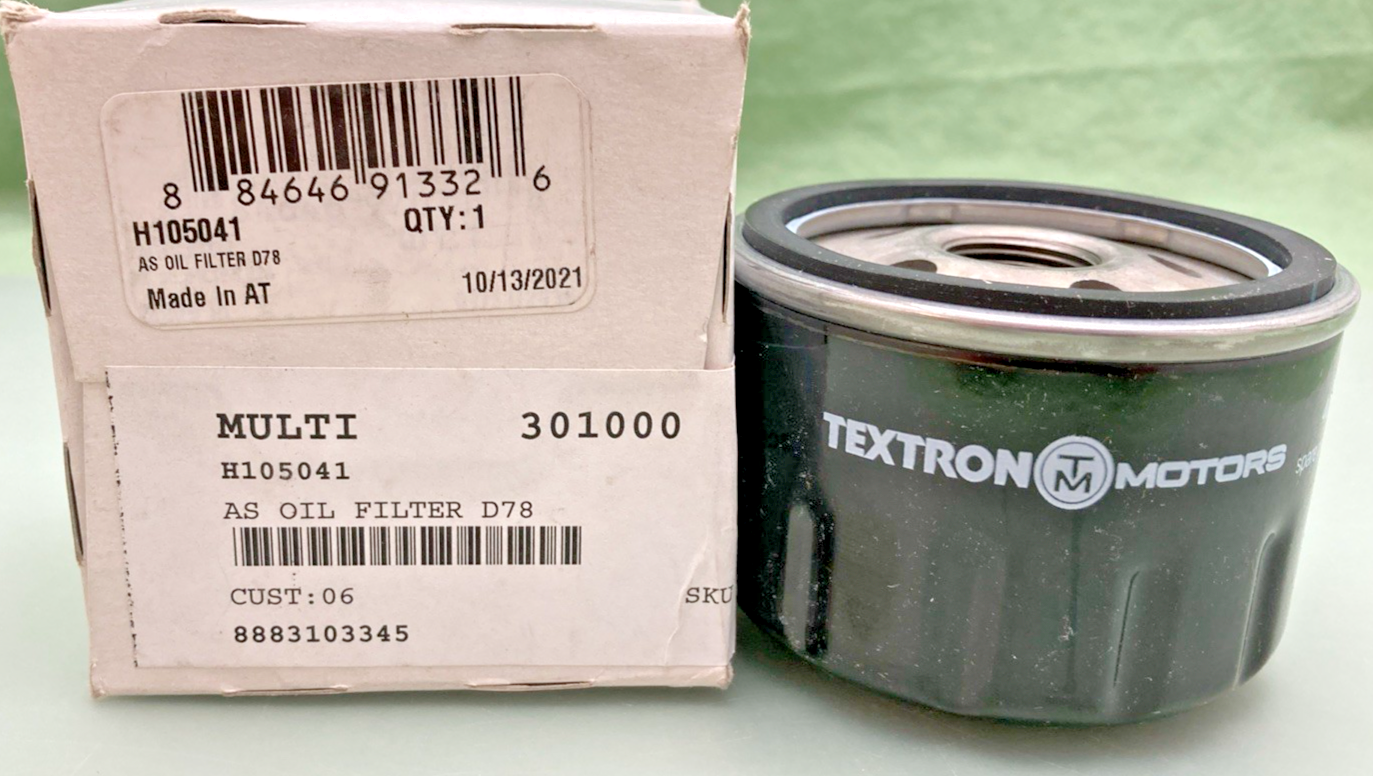 8 84646 91332 6
H105041 QTY:1
AS OIL FILTER D78
Made In AT 10/13/2021
MULTI 301000
H105041
AS OIL FILTER D78
CUST:06 SKU
8883103345
TEXTRON TM MOTORS